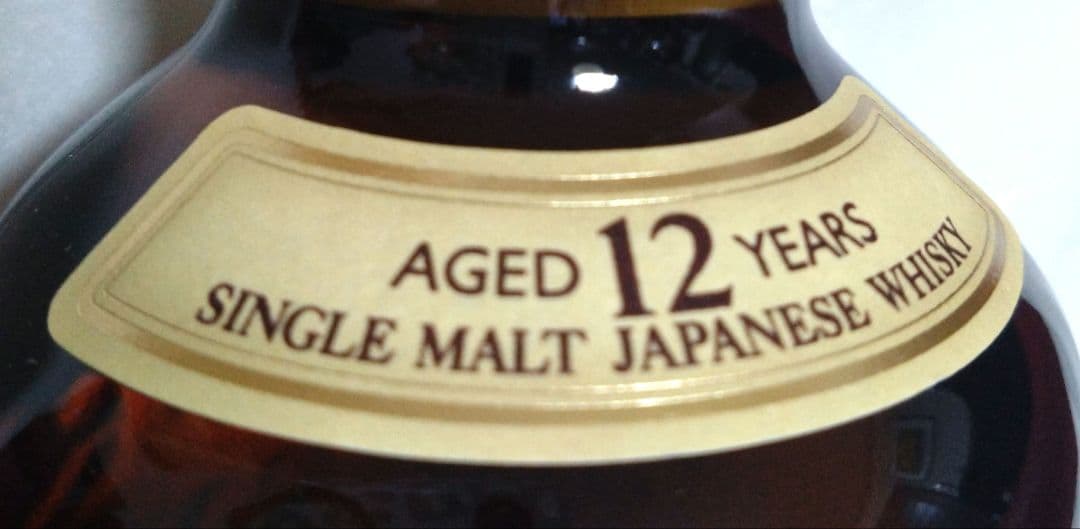 AGED 12 YEARS
SINGLE MALT JAPANESE WHISKY